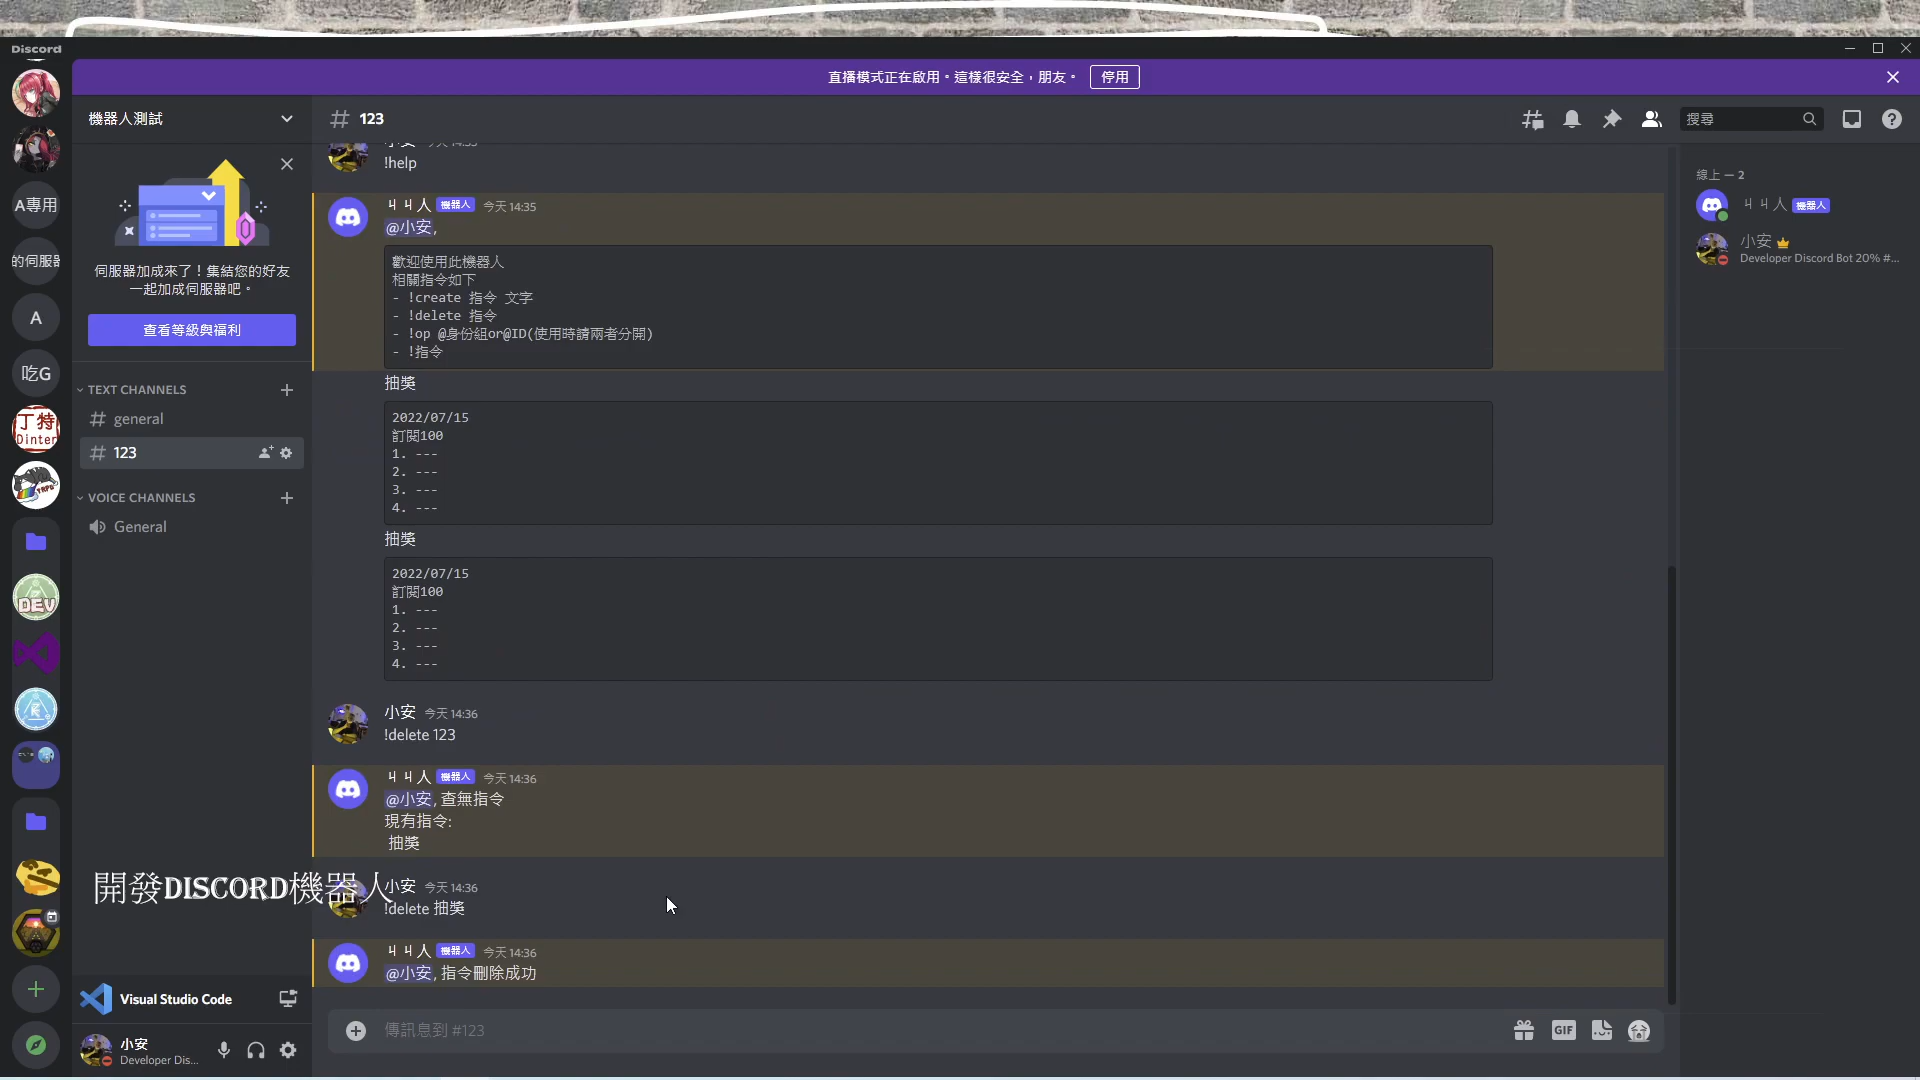 Discord
直播模式正在啟用。這樣很安全,朋友。 停用
A專用
的伺服器
A
吃G
丁特
Dinter
DEV
機器人測試
伺服器加成來了!集結您的好友
一起加成伺服器吧。
查看等級與福利
TEXT CHANNELS
# general
# 123
VOICE CHANNELS
General
開發DISCORD機器人
Visual Studio Code
小安
Developer Dis...
# 123
搜尋
小安 今天 14:35
!help
ㄐㄐ人 機器人 今天 14:35
@小安,
歡迎使用此機器人
相關指令如下
- !create 指令 文字
- !delete 指令
- !op @身份組or@ID(使用時請兩者分開)
- !指令
抽獎
2022/07/15
訂閱100
1. ---
2. ---
3. ---
4. ---
抽獎
2022/07/15
訂閱100
1. ---
2. ---
3. ---
4. ---
小安 今天 14:36
!delete 123
ㄐㄐ人 機器人 今天 14:36
@小安, 查無指令
現有指令:
抽獎
小安 今天 14:36
!delete 抽獎
ㄐㄐ人 機器人 今天 14:36
@小安, 指令刪除成功
傳訊息到 #123
GIF
線上 — 2
ㄐㄐ人 機器人
小安
Developer Discord Bot 20% #...